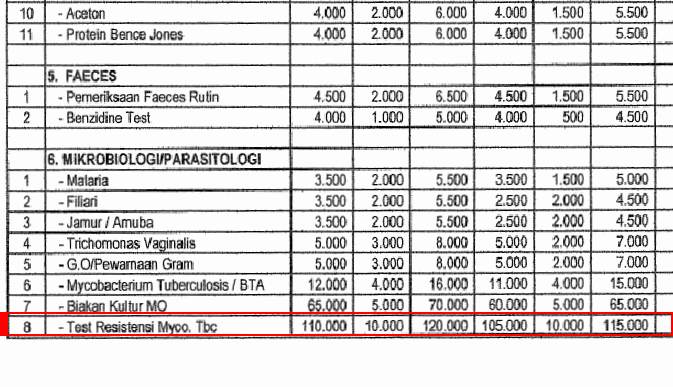 10 - Aceton 4.000 2.000 6.000 4.000 1.500 5.500
11 - Protein Bence Jones 4.000 2.000 6.000 4.000 1.500 5.500
5. FAECES
1 - Pemeriksaan Faeces Rutin 4.500 2.000 6.500 4.500 1.500 5.500
2 - Benzidine Test 4.000 1.000 5.000 4.000 500 4.500
6. MIKROBIOLOGI/PARASITOLOGI
1 - Malaria 3.500 2.000 5.500 3.500 1.500 5.000
2 - Filiari 3.500 2.000 5.500 2.500 2.000 4.500
3 - Jamur / Amuba 3.500 2.000 5.500 2.500 2.000 4.500
4 - Trichomonas Vaginalis 5.000 3.000 8.000 5.000 2.000 7.000
5 - G.O/Pewarnaan Gram 5.000 3.000 8.000 5.000 2.000 7.000
6 - Mycobacterium Tuberculosis / BTA 12.000 4.000 16.000 11.000 4.000 15.000
7 - Biakan Kultur MO 65.000 5.000 70.000 60.000 5.000 65.000
8 - Test Resistensi Myco. Tbc 110.000 10.000 120.000 105.000 10.000 115.000